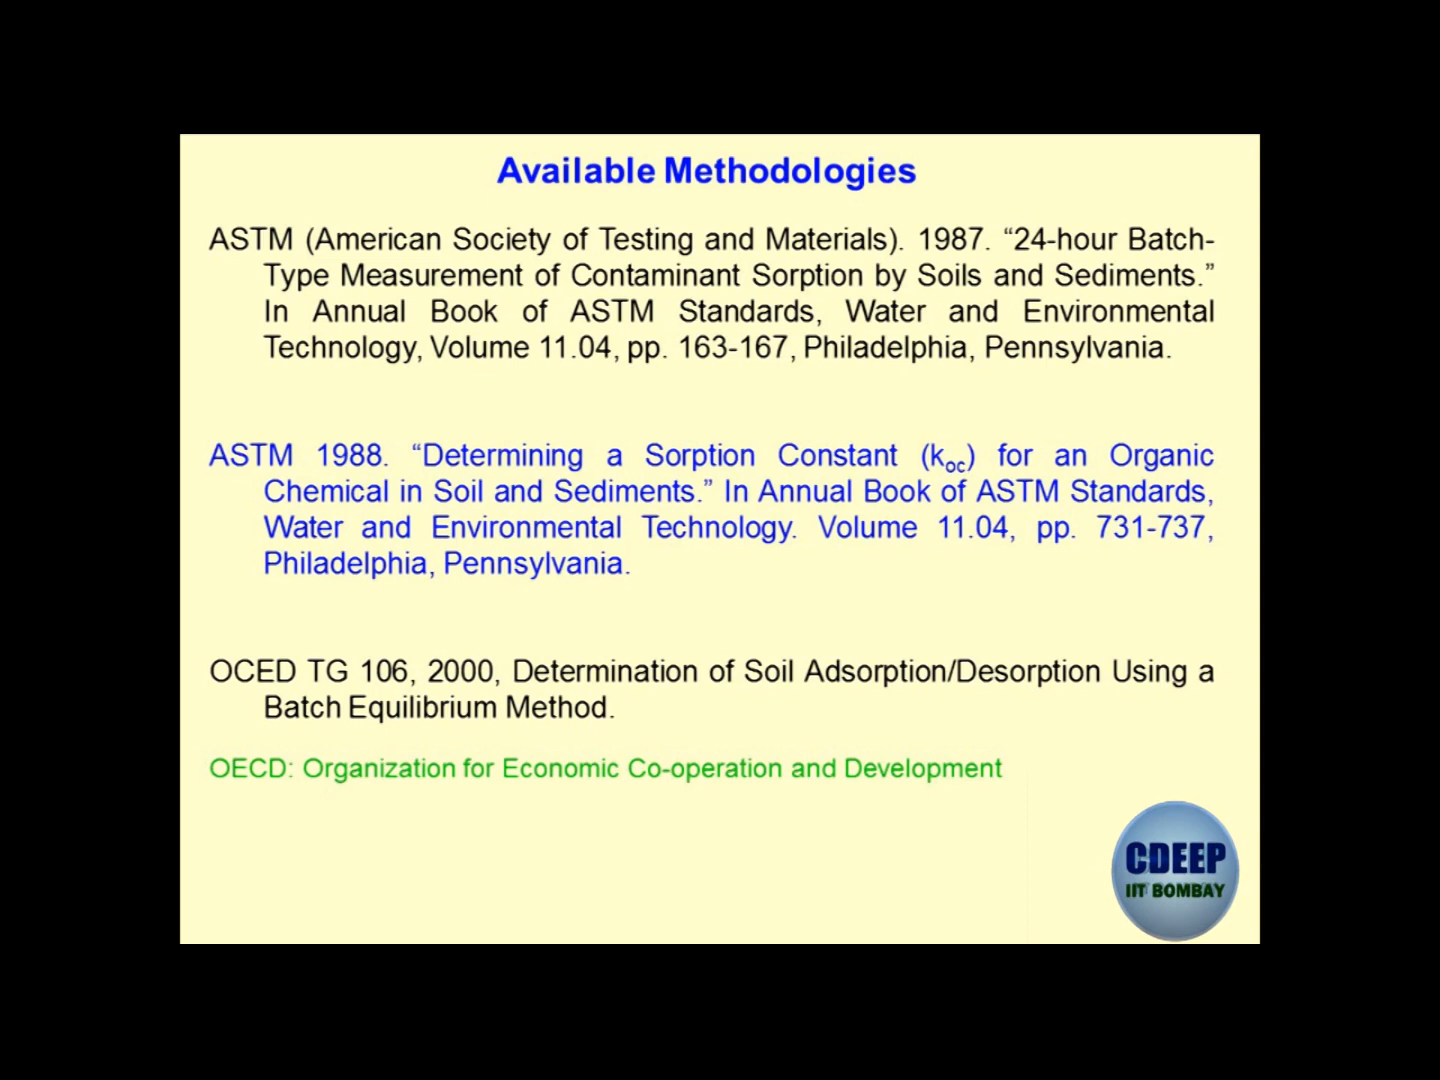 Available Methodologies
ASTM (American Society of Testing and Materials). 1987. “24-hour Batch-
Type Measurement of Contaminant Sorption by Soils and Sediments.”
In Annual Book of ASTM Standards, Water and Environmental
Technology, Volume 11.04, pp. 163-167, Philadelphia, Pennsylvania.
ASTM 1988. “Determining a Sorption Constant (koc) for an Organic
Chemical in Soil and Sediments.” In Annual Book of ASTM Standards,
Water and Environmental Technology. Volume 11.04, pp. 731-737,
Philadelphia, Pennsylvania.
OCED TG 106, 2000, Determination of Soil Adsorption/Desorption Using a
Batch Equilibrium Method.
OECD: Organization for Economic Co-operation and Development
CDEEP
IIT BOMBAY